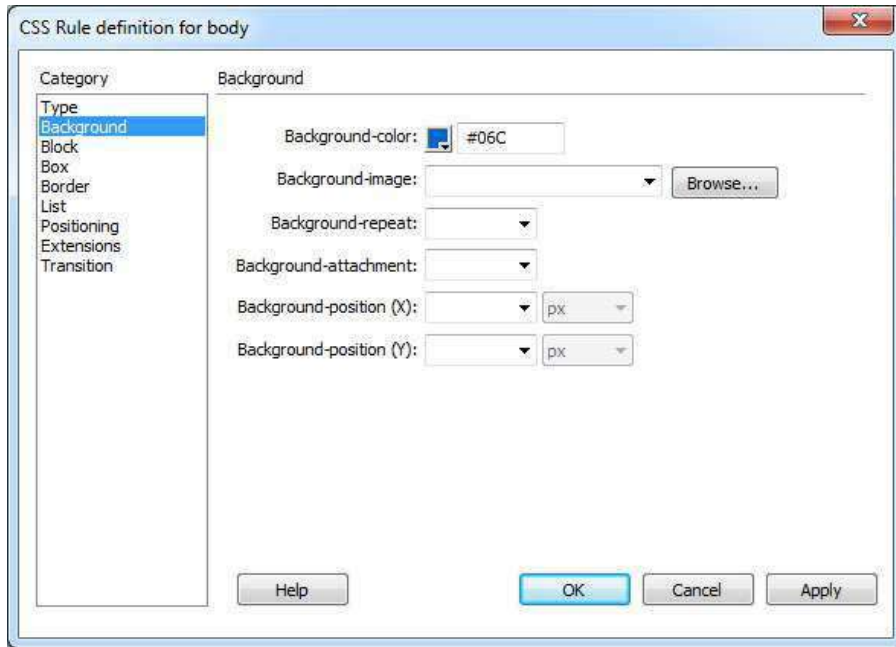 CSS Rule definition for body
Category
Type
Background
Block
Box
Border
List
Positioning
Extensions
Transition
Background
Background-color: #06C
Background-image: Browse...
Background-repeat:
Background-attachment:
Background-position (X): px
Background-position (Y): px
Help OK Cancel Apply